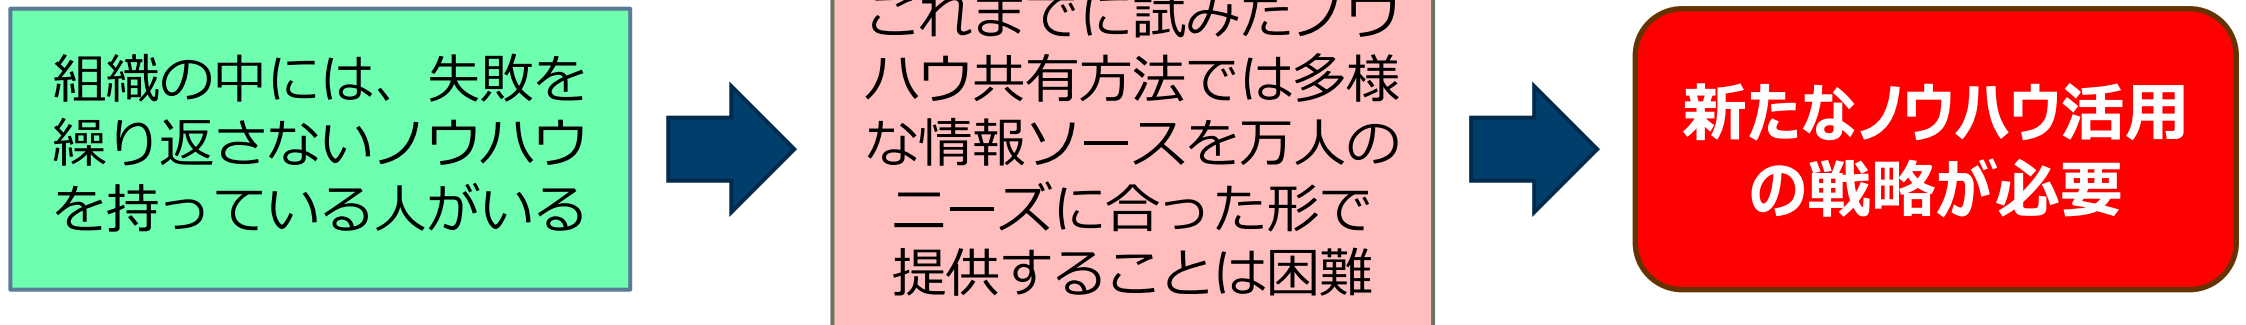 組織の中には、失敗を
繰り返さないノウハウ
を持っている人がいる
これまでに試みたノウ
ハウ共有方法では多様
な情報ソースを万人の
ニーズに合った形で
提供することは困難
新たなノウハウ活用
の戦略が必要